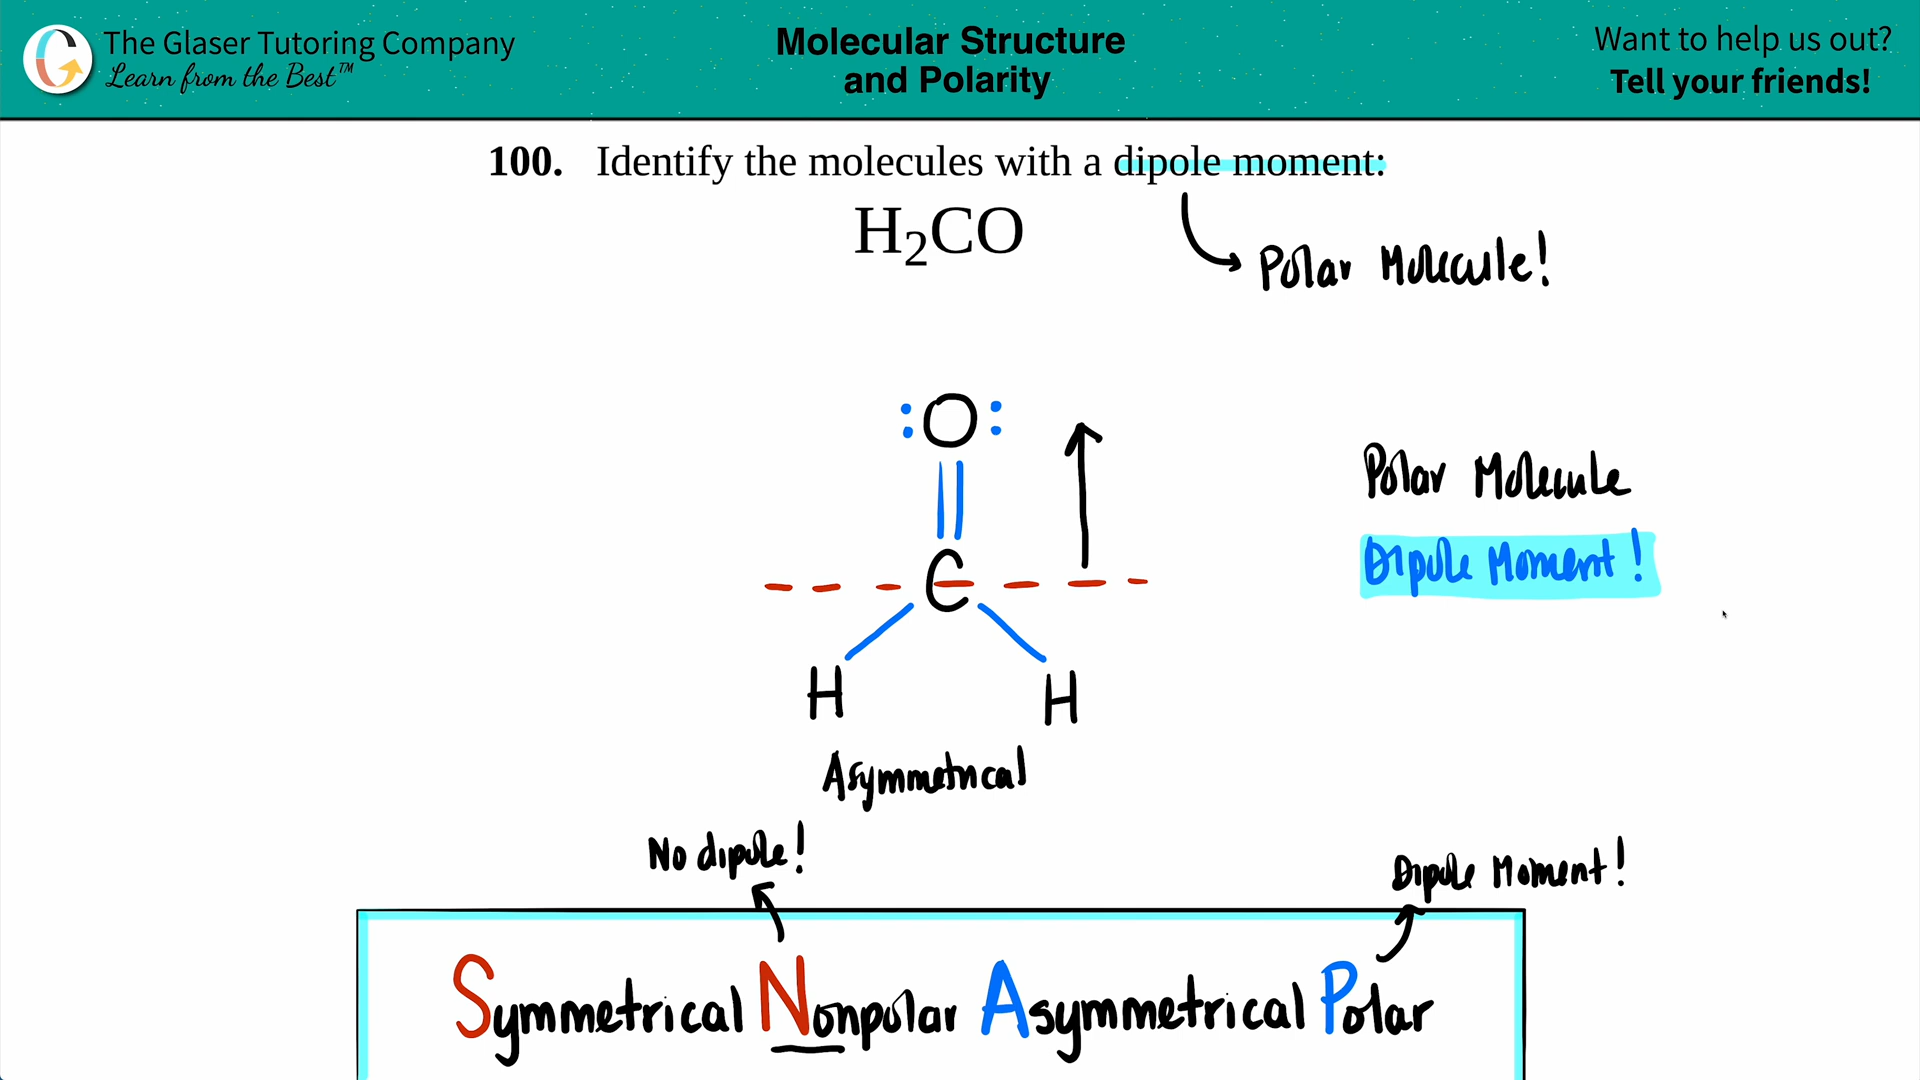 The Glaser Tutoring Company
Learn from the Best™
Molecular Structure
and Polarity
Want to help us out?
Tell your friends!
100. Identify the molecules with a dipole moment:
H₂CO
Polar Molecule!
:O:
C
H H
Polar Molecule
Dipole Moment!
Asymmetrical
No dipole!
Dipole Moment!
Symmetrical Nonpolar Asymmetrical Polar